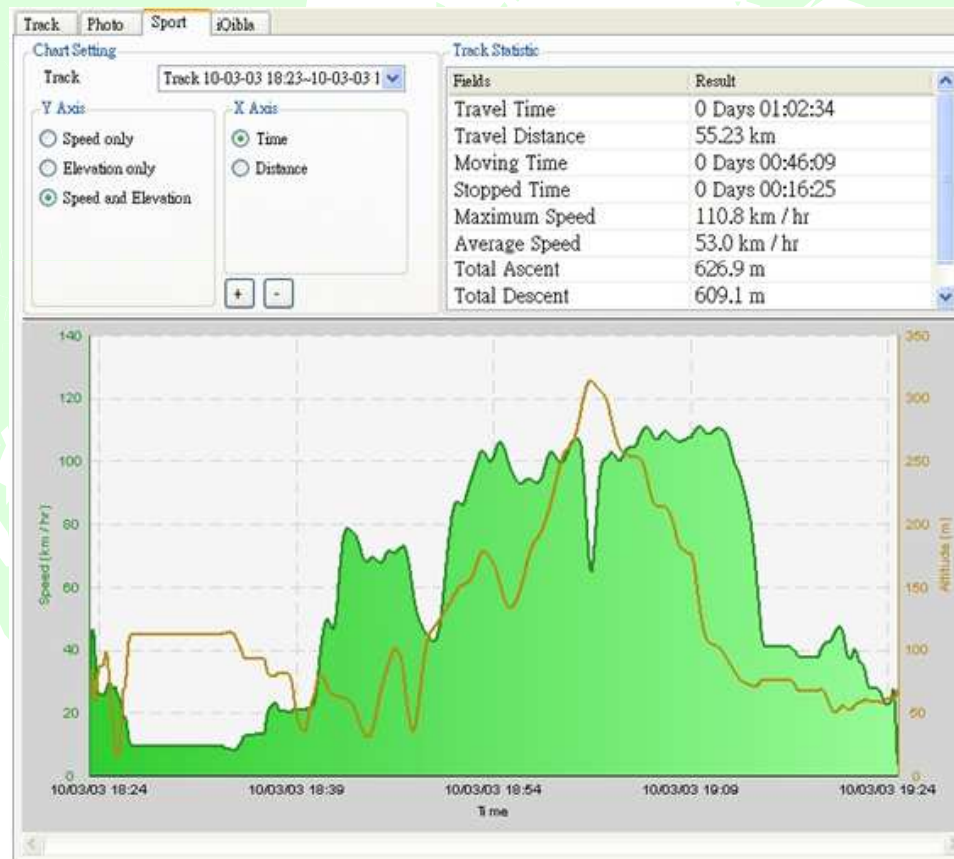 Track Photo Sport iQibla
Chart Setting
Track Track 10-03-03 18:23~10-03-03 1
Y Axis X Axis
Speed only Time
Elevation only Distance
Speed and Elevation
+ -
Track Statistic
Fields Result
Travel Time 0 Days 01:02:34
Travel Distance 55.23 km
Moving Time 0 Days 00:46:09
Stopped Time 0 Days 00:16:25
Maximum Speed 110.8 km / hr
Average Speed 53.0 km / hr
Total Ascent 626.9 m
Total Descent 609.1 m
140 350
120 300
100 250
80 200
60 150
40 100
20 50
0 0
Speed [km / hr]
Altitude [m]
10/03/03 18:24 10/03/03 18:39 10/03/03 18:54 10/03/03 19:09 10/03/03 19:24
Time